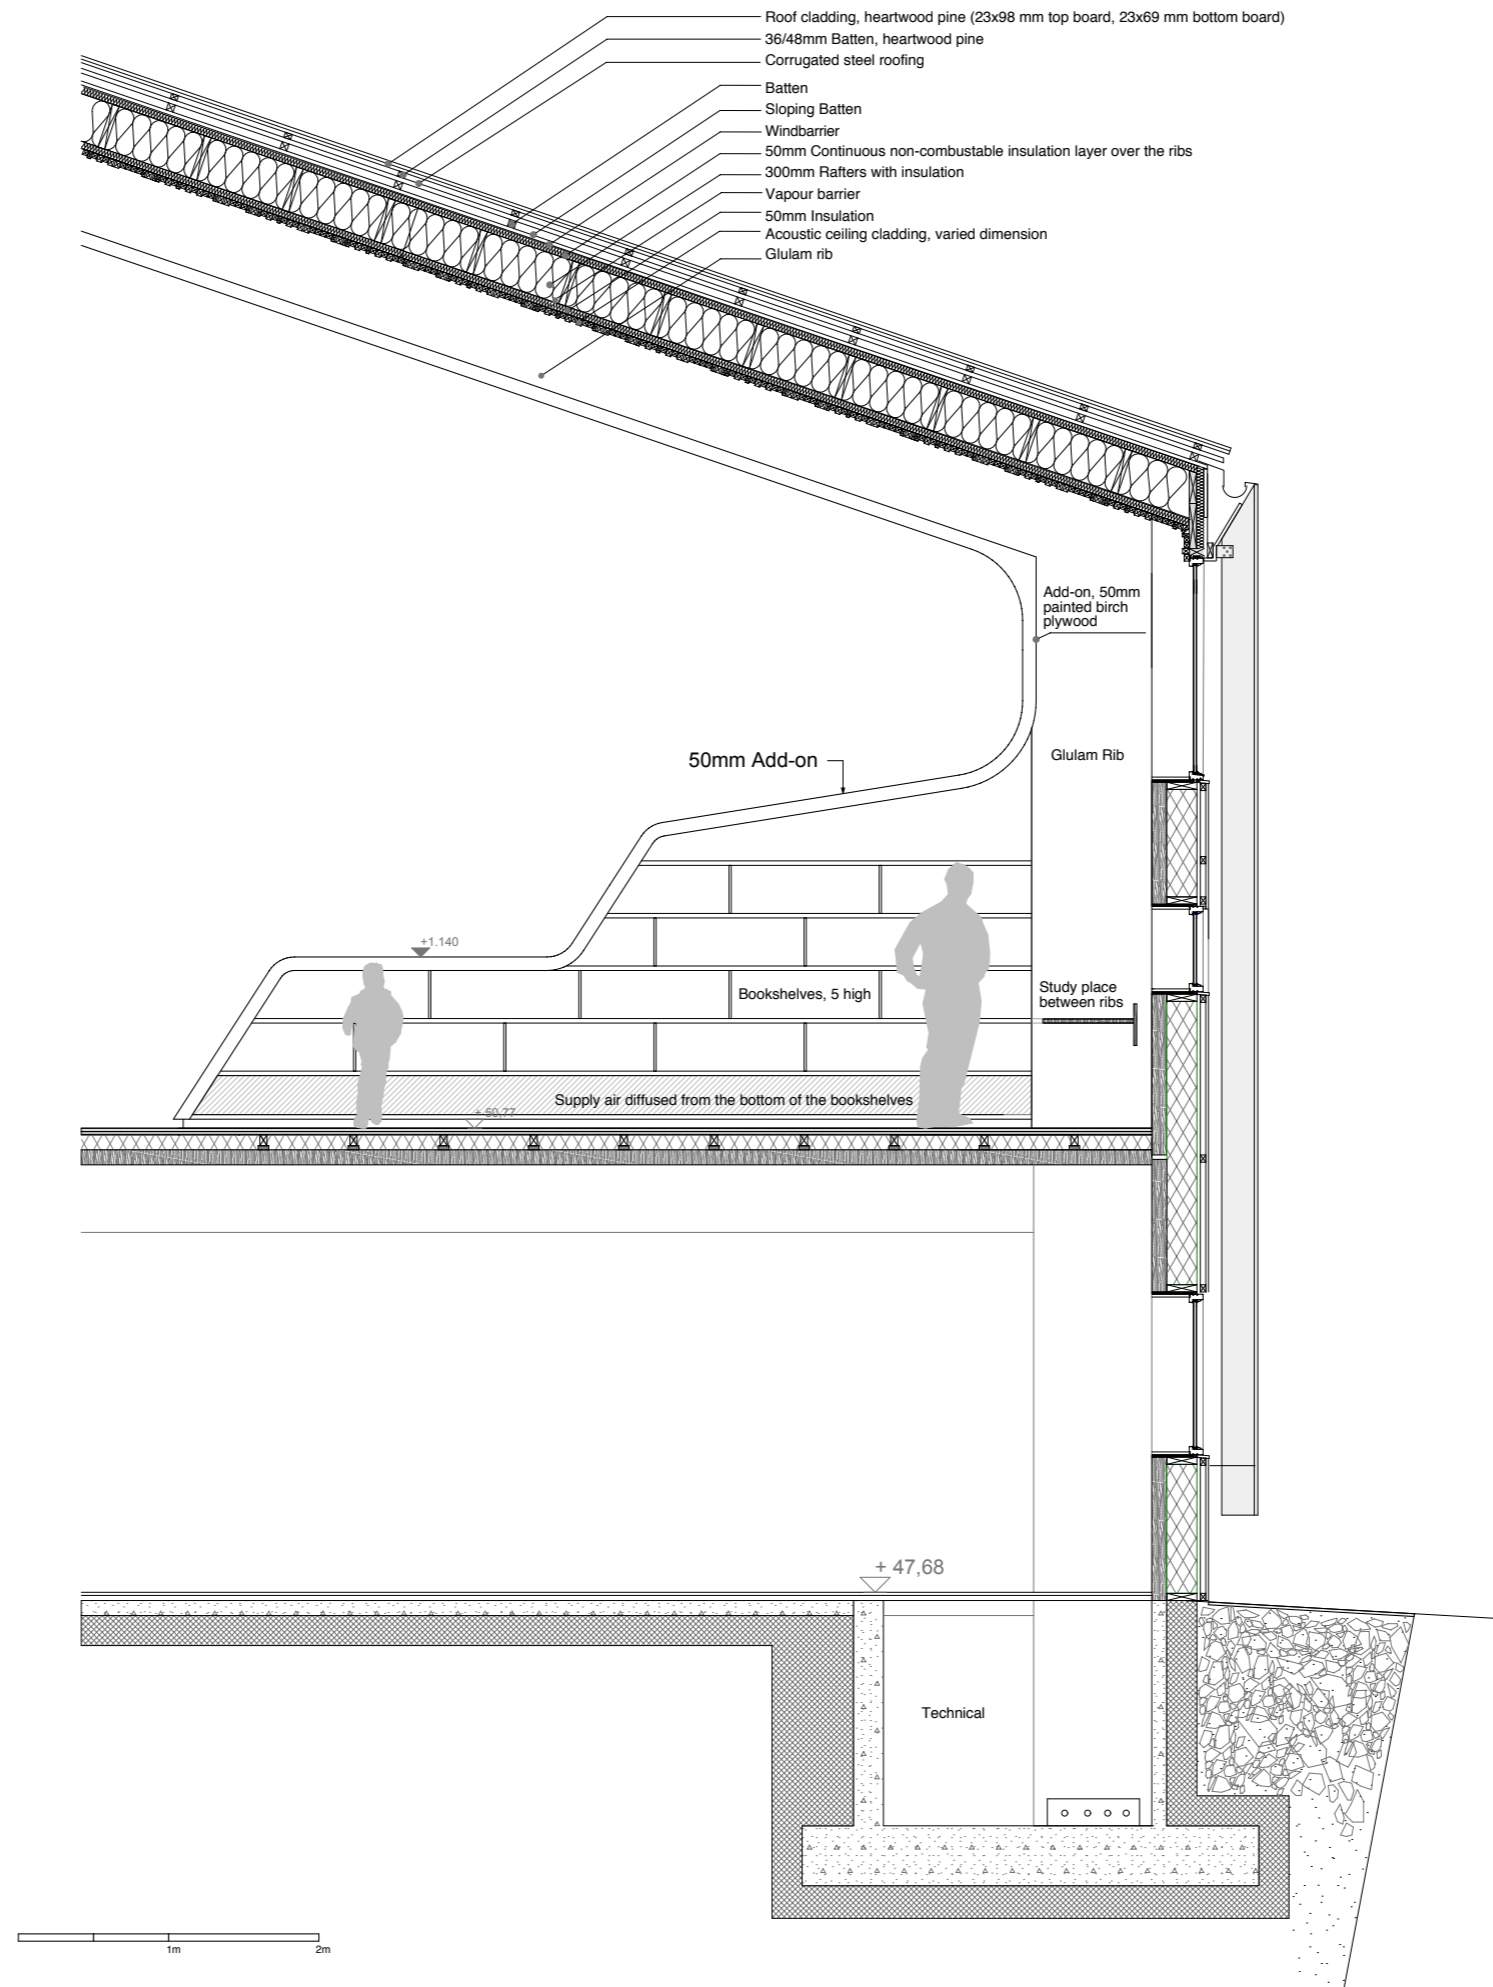 Roof cladding, heartwood pine (23x98 mm top board, 23x69 mm bottom board)
36/48mm Batten, heartwood pine
Corrugated steel roofing
Batten
Sloping Batten
Windbarrier
50mm Continuous non-combustable insulation layer over the ribs
300mm Rafters with insulation
Vapour barrier
50mm Insulation
Acoustic ceiling cladding, varied dimension
Glulam rib
Add-on, 50mm
painted birch
plywood
50mm Add-on
Glulam Rib
+1.140
Bookshelves, 5 high
Study place
between ribs
Supply air diffused from the bottom of the bookshelves
+ 50,77
+ 47,68
Technical
1m
2m